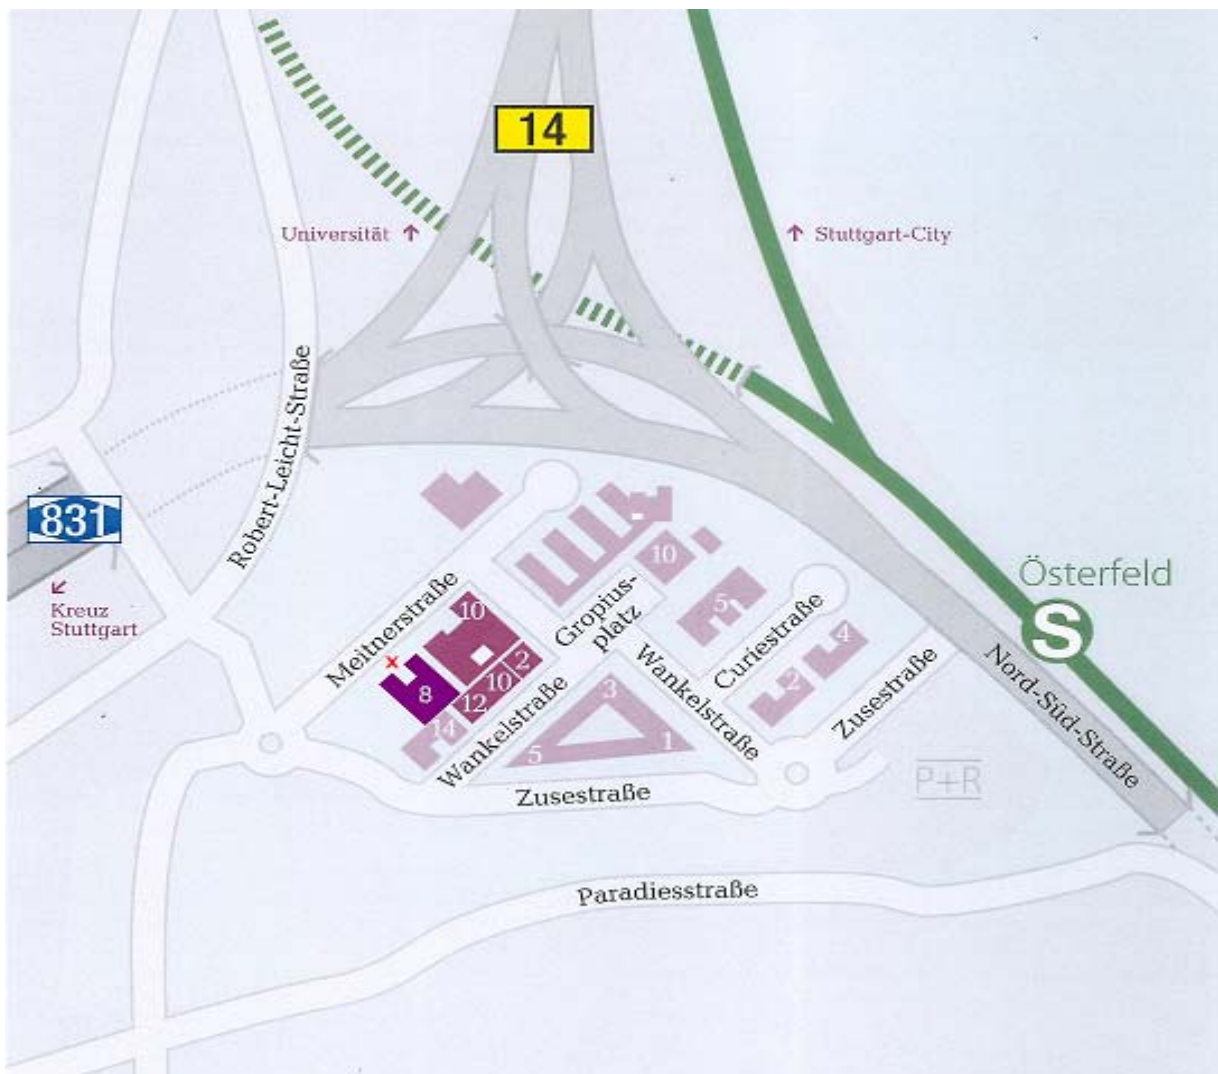 14
Universität ↑
↑ Stuttgart-City
Robert-Leicht-Straße
831
↙
Kreuz
Stuttgart
Österfeld
S
Meitnerstraße
10
Gropius-
platz
10
5
Curiestraße
4
2
Zusestraße
Nord-Süd-Straße
x
8
2
10
12
14
Wankelstraße
3
1
5
Wankelstraße
P+R
Zusestraße
Paradiesstraße